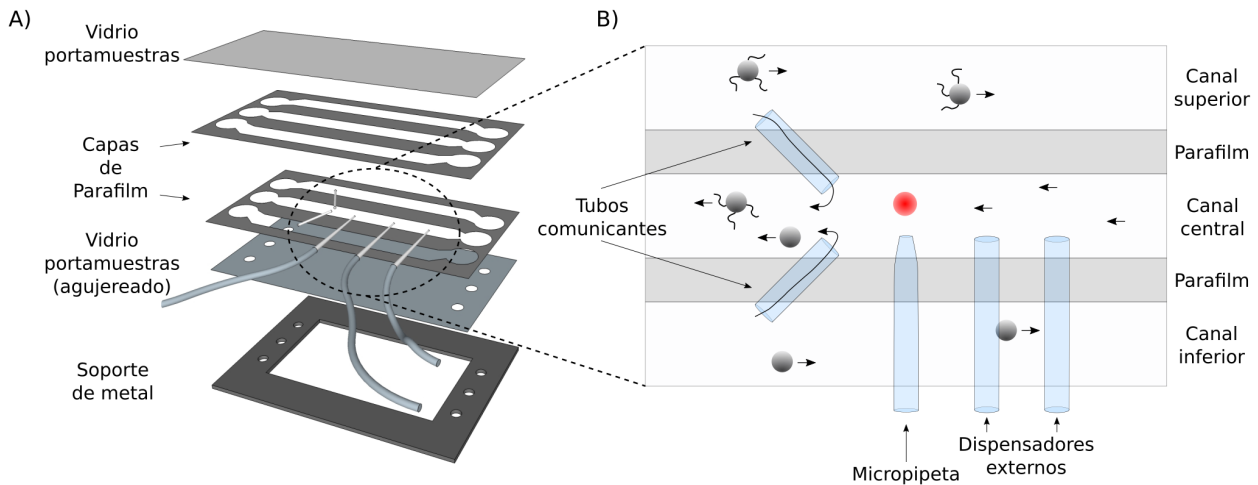 A)
Vidrio
portamuestras
Capas
de
Parafilm
Vidrio
portamuestras
(agujereado)
Soporte
de metal
B)
Canal
superior
Parafilm
Tubos
comunicantes
Canal
central
Parafilm
Canal
inferior
Micropipeta
Dispensadores
externos